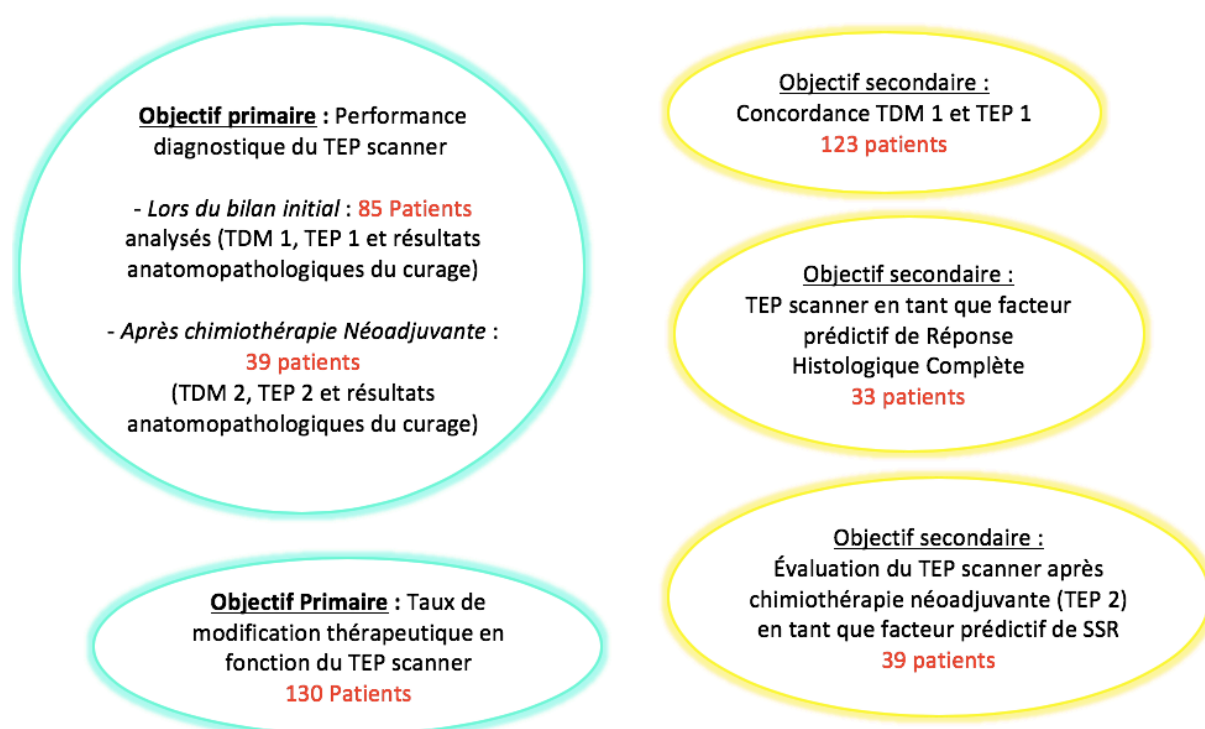 Objectif primaire : Performance
diagnostique du TEP scanner
- Lors du bilan initial : 85 Patients
analysés (TDM 1, TEP 1 et résultats
anatomopathologiques du curage)
- Après chimiothérapie Néoadjuvante :
39 patients
(TDM 2, TEP 2 et résultats
anatomopathologiques du curage)
Objectif Primaire : Taux de
modification thérapeutique en
fonction du TEP scanner
130 Patients
Objectif secondaire :
Concordance TDM 1 et TEP 1
123 patients
Objectif secondaire :
TEP scanner en tant que facteur
prédictif de Réponse
Histologique Complète
33 patients
Objectif secondaire :
Évaluation du TEP scanner après
chimiothérapie néoadjuvante (TEP 2)
en tant que facteur prédictif de SSR
39 patients